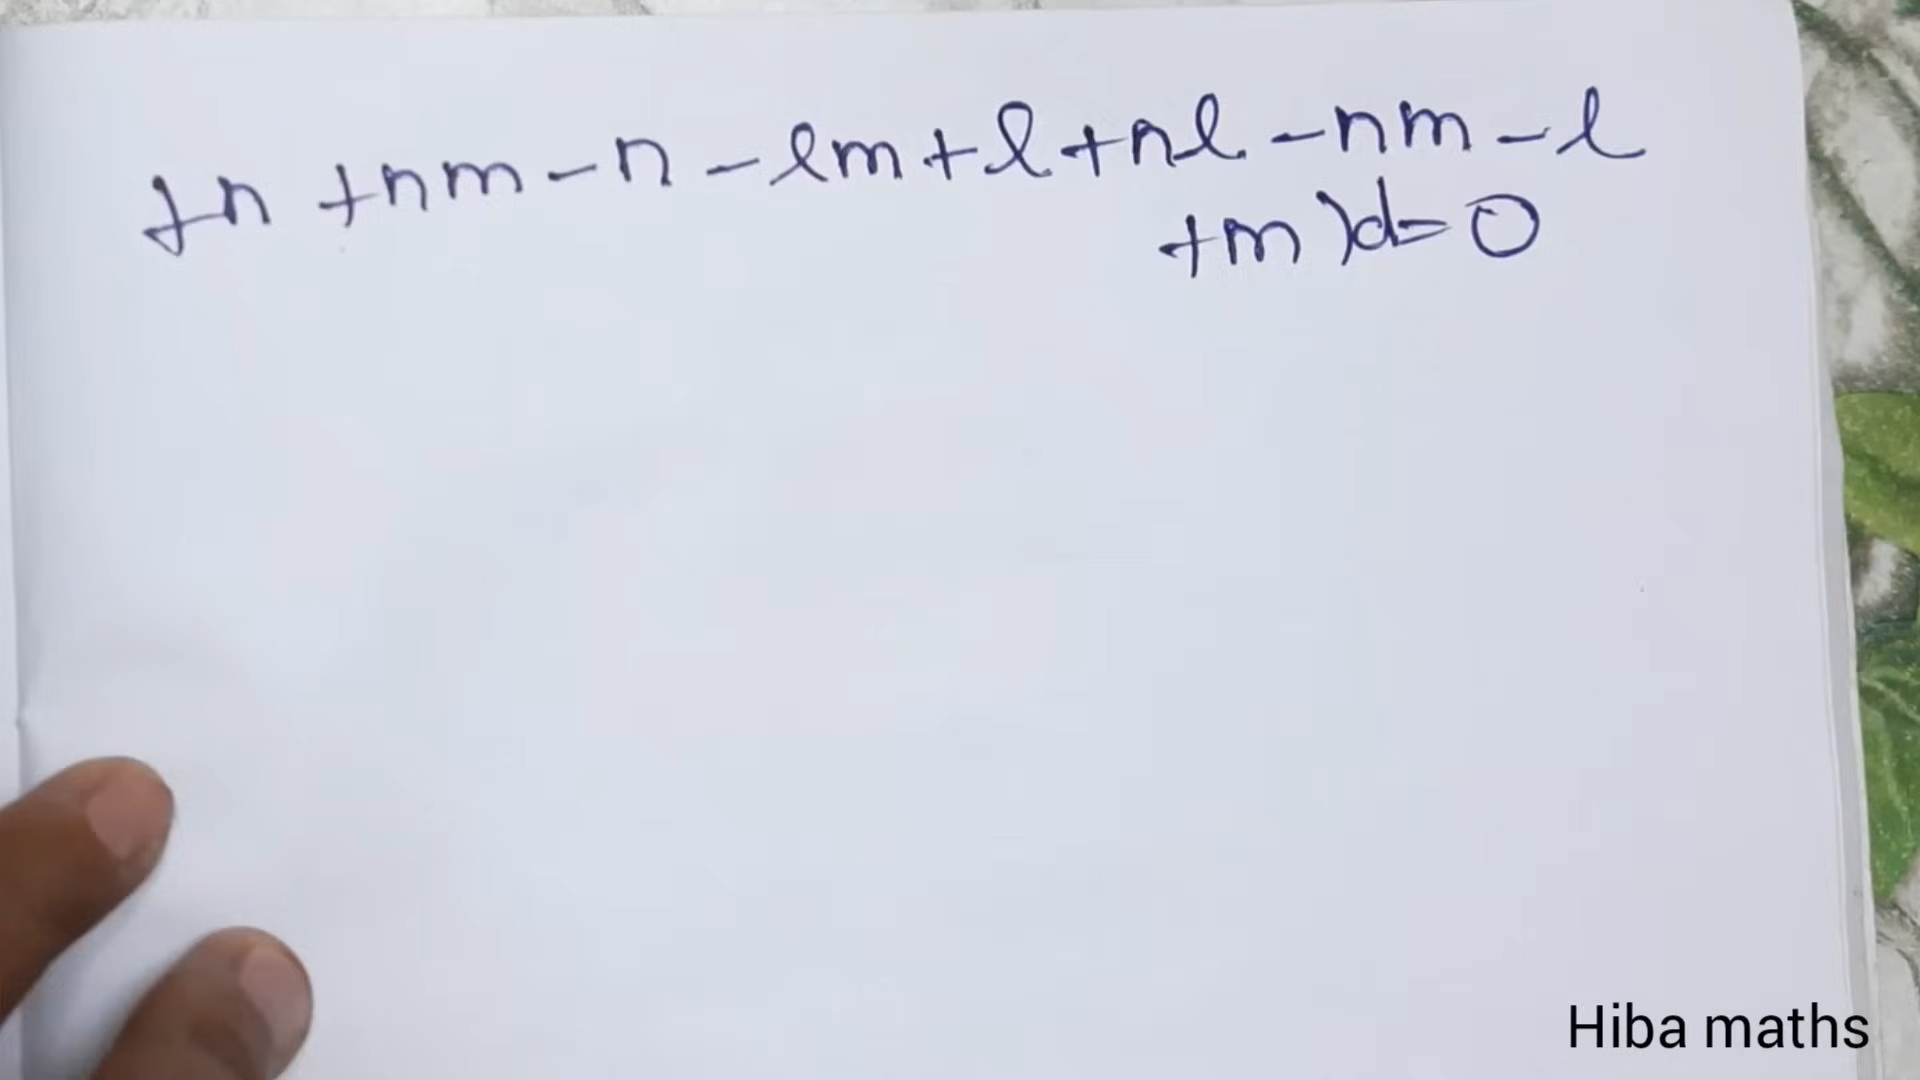 +n +nm - n - lm + l + nl - nm - l
+m)d = 0
Hiba maths